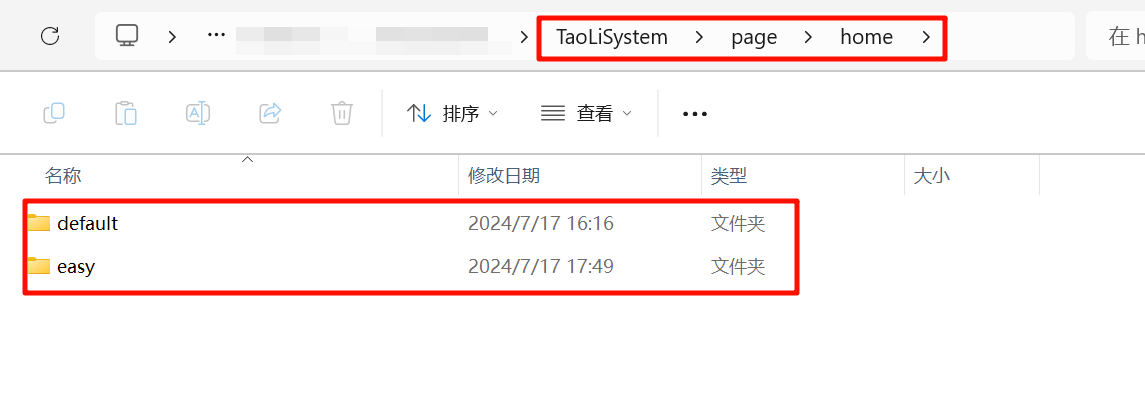 ··· TaoLiSystem > page > home >
在 h
排序 查看 ···
名称 修改日期 类型 大小
default 2024/7/17 16:16 文件夹
easy 2024/7/17 17:49 文件夹